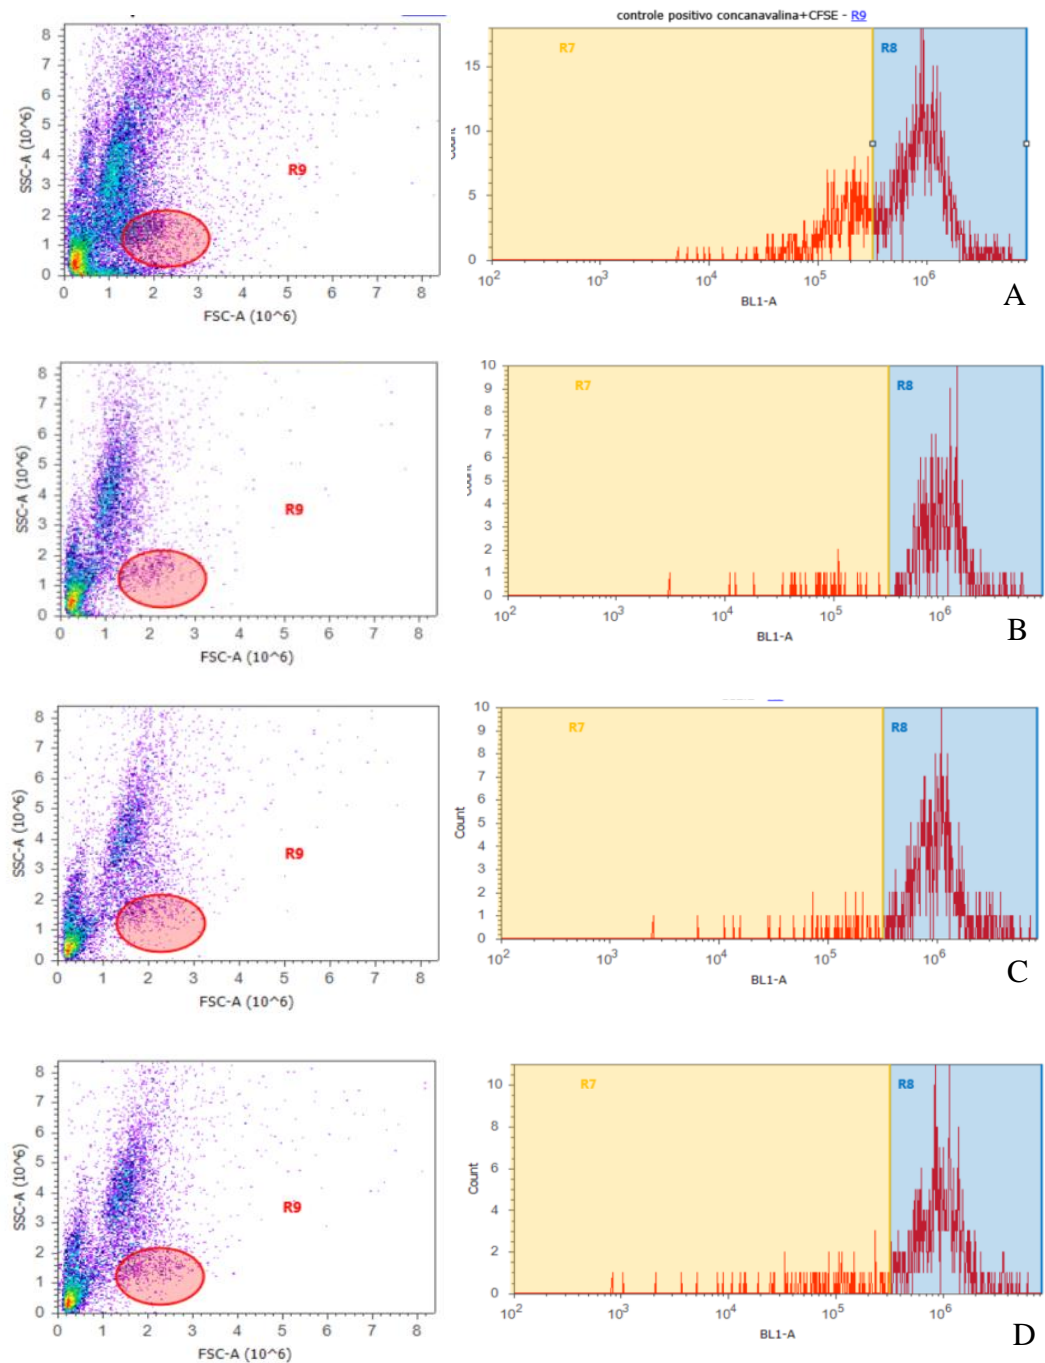 controle positivo concanavalina+CFSE - R9
SSC-A (10^6)
8
7
6
5
4
3
2
1
0
R9
0 1 2 3 4 5 6 7 8
FSC-A (10^6)
R7
R8
15
10
5
0
10² 10³ 10⁴ 10⁵ 10⁶
BL1-A
A
SSC-A (10^6)
8
7
6
5
4
3
2
1
0
R9
0 1 2 3 4 5 6 7 8
FSC-A (10^6)
R7
R8
10
9
8
7
6
5
4
3
2
1
0
10² 10³ 10⁴ 10⁵ 10⁶
BL1-A
B
SSC-A (10^6)
8
7
6
5
4
3
2
1
0
R9
0 1 2 3 4 5 6 7 8
FSC-A (10^6)
Count
R7
R8
10
9
8
7
6
5
4
3
2
1
0
10² 10³ 10⁴ 10⁵ 10⁶
BL1-A
C
SSC-A (10^6)
8
7
6
5
4
3
2
1
0
R9
0 1 2 3 4 5 6 7 8
FSC-A (10^6)
Count
R7
R8
10
8
6
4
2
0
10² 10³ 10⁴ 10⁵ 10⁶
BL1-A
D